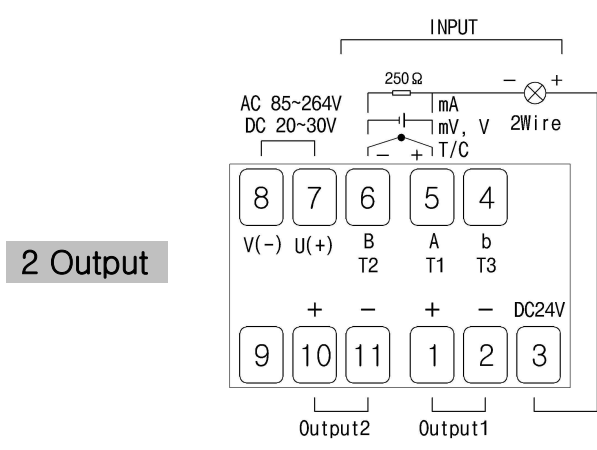 INPUT
250Ω
− +
AC 85~264V
DC 20~30V
mA
mV, V
T/C
2Wire
− +
8 7 6 5 4
V(−) U(+) B A b
T2 T1 T3
2 Output
+ − + − DC24V
9 10 11 1 2 3
Output2 Output1